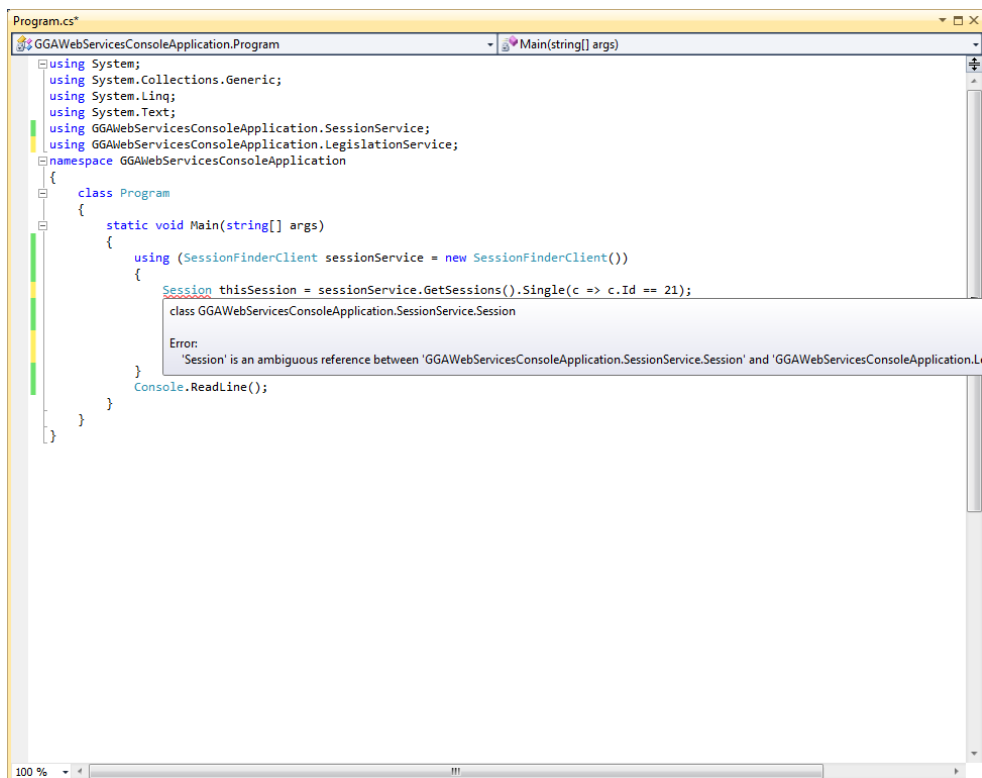 Program.cs*
GGAWebServicesConsoleApplication.Program
Main(string[] args)
using System;
using System.Collections.Generic;
using System.Linq;
using System.Text;
using GGAWebServicesConsoleApplication.SessionService;
using GGAWebServicesConsoleApplication.LegislationService;
namespace GGAWebServicesConsoleApplication
{
class Program
{
static void Main(string[] args)
{
using (SessionFinderClient sessionService = new SessionFinderClient())
{
Session thisSession = sessionService.GetSessions().Single(c => c.Id == 21);
class GGAWebServicesConsoleApplication.SessionService.Session
Error:
'Session' is an ambiguous reference between 'GGAWebServicesConsoleApplication.SessionService.Session' and 'GGAWebServicesConsoleApplication.L
}
Console.ReadLine();
}
}
}
100 %